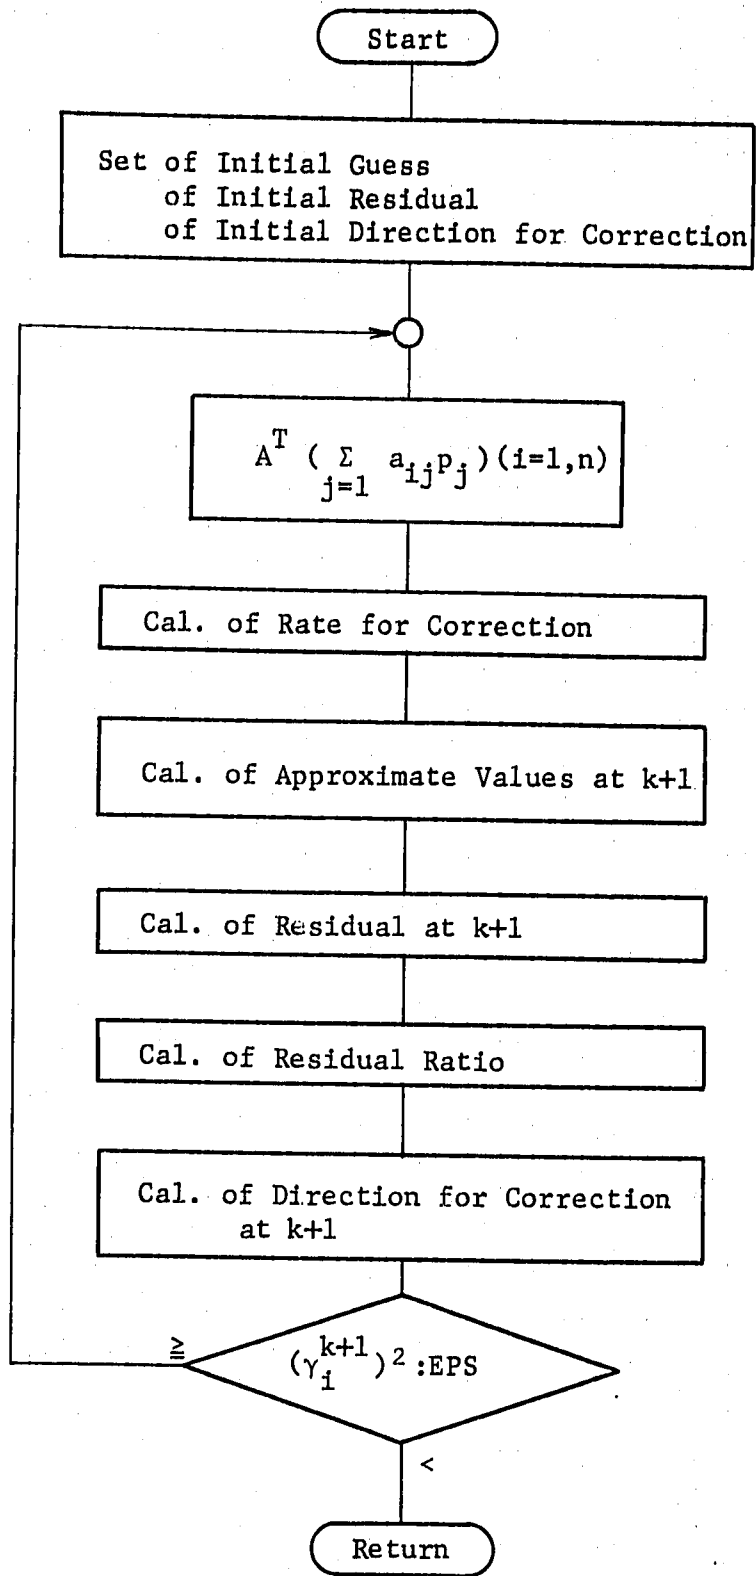 Start
Set of Initial Guess
of Initial Residual
of Initial Direction for Correction
A^T ( Σ a_ij p_j )(i=1,n)
j=1
Cal. of Rate for Correction
Cal. of Approximate Values at k+1
Cal. of Residual at k+1
Cal. of Residual Ratio
Cal. of Direction for Correction
at k+1
≧
(γ_i^{k+1})² :EPS
<
Return